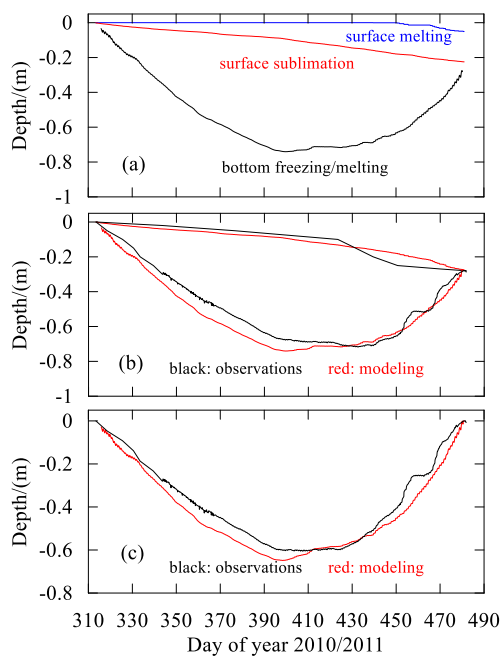 0
surface melting
-0.2
surface sublimation
-0.4
Depth/(m)
-0.6
-0.8
(a)
bottom freezing/melting
-1
0
-0.2
-0.4
Depth/(m)
-0.6
-0.8
(b)
black: observations red: modeling
-1
0
-0.2
-0.4
Depth/(m)
-0.6
(c)
black: observations red: modeling
-0.8
310 330 350 370 390 410 430 450 470 490
Day of year 2010/2011